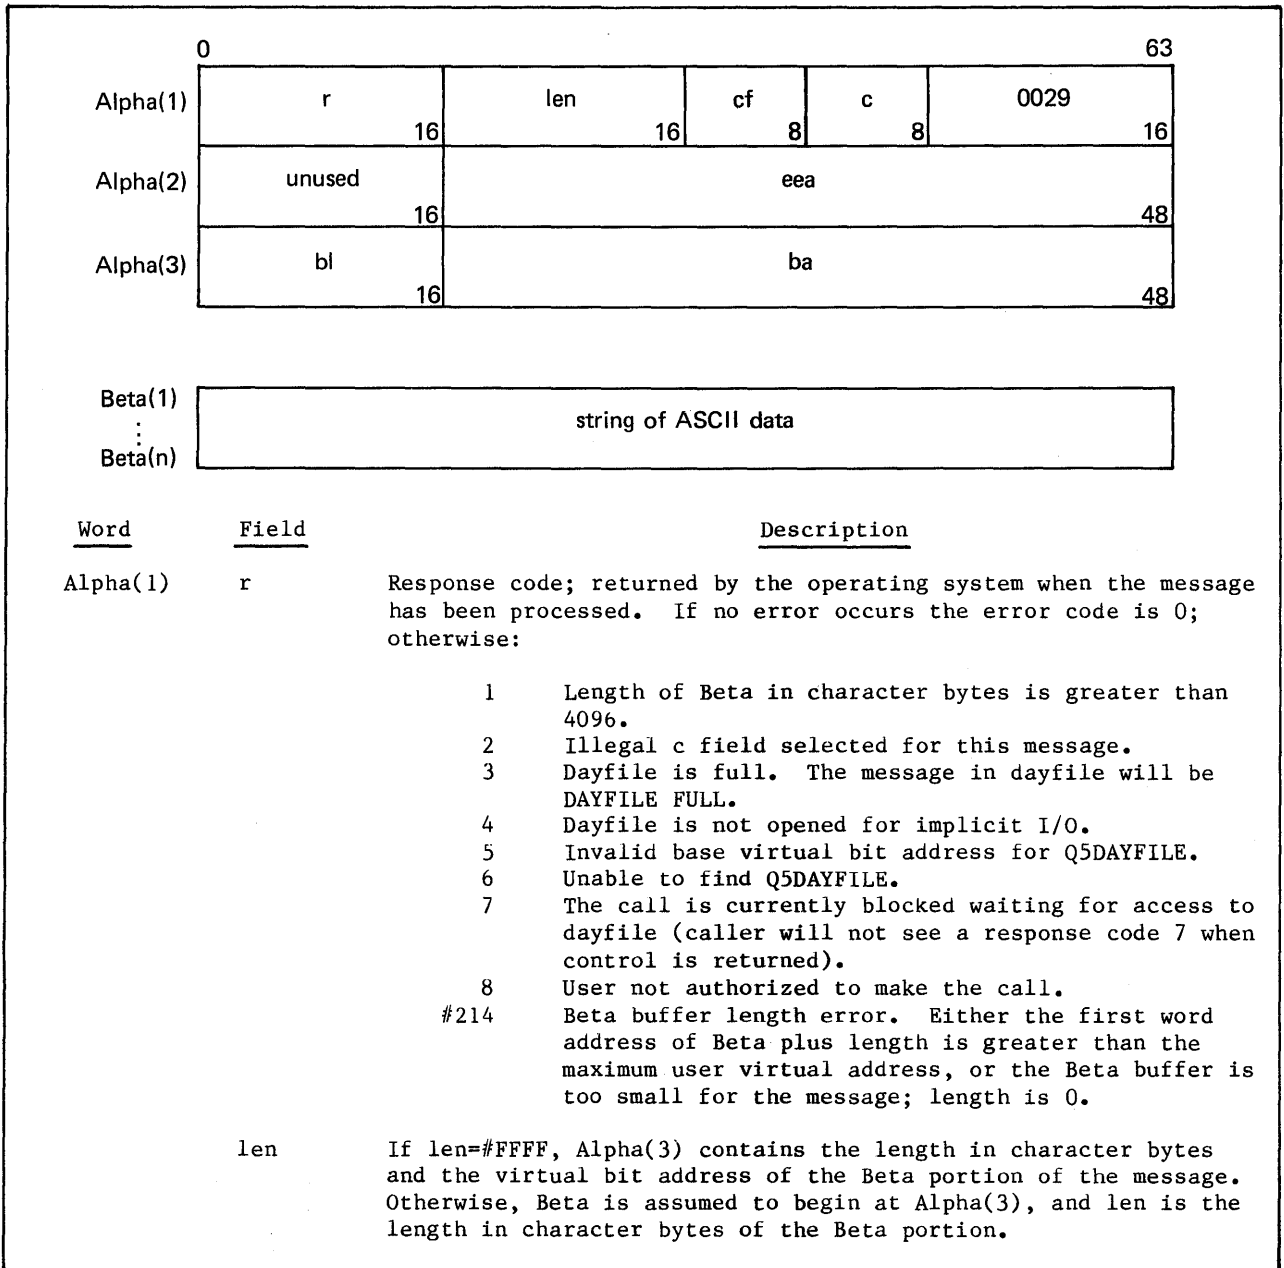 0 63
Alpha(1) r 16 len 16 cf 8 c 8 0029 16
Alpha(2) unused 16 eea 48
Alpha(3) bl 16 ba 48
Beta(1)
string of ASCII data
Beta(n)
Word Field Description
Alpha(1) r Response code; returned by the operating system when the message
has been processed. If no error occurs the error code is 0;
otherwise:
1 Length of Beta in character bytes is greater than
4096.
2 Illegal c field selected for this message.
3 Dayfile is full. The message in dayfile will be
DAYFILE FULL.
4 Dayfile is not opened for implicit I/O.
5 Invalid base virtual bit address for Q5DAYFILE.
6 Unable to find Q5DAYFILE.
7 The call is currently blocked waiting for access to
dayfile (caller will not see a response code 7 when
control is returned).
8 User not authorized to make the call.
#214 Beta buffer length error. Either the first word
address of Beta plus length is greater than the
maximum user virtual address, or the Beta buffer is
too small for the message; length is 0.
len If len=#FFFF, Alpha(3) contains the length in character bytes
and the virtual bit address of the Beta portion of the message.
Otherwise, Beta is assumed to begin at Alpha(3), and len is the
length in character bytes of the Beta portion.